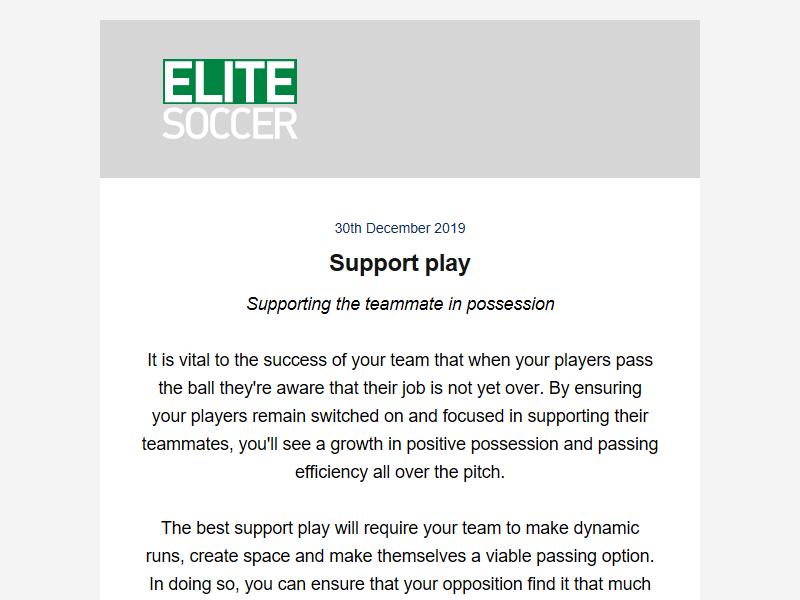 ELITE
SOCCER
30th December 2019
Support play
Supporting the teammate in possession
It is vital to the success of your team that when your players pass
the ball they're aware that their job is not yet over. By ensuring
your players remain switched on and focused in supporting their
teammates, you'll see a growth in positive possession and passing
efficiency all over the pitch.
The best support play will require your team to make dynamic
runs, create space and make themselves a viable passing option.
In doing so, you can ensure that your opposition find it that much